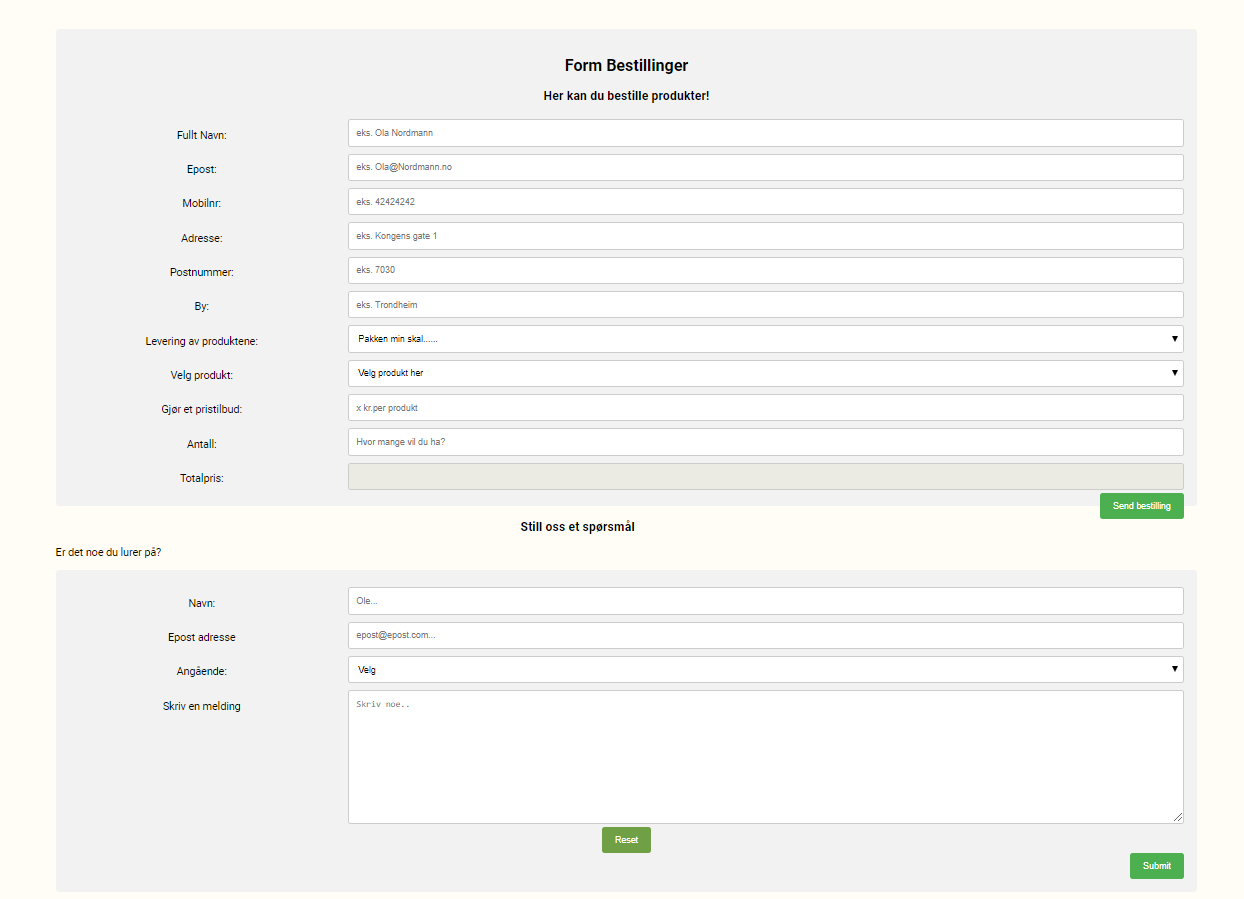 Form Bestillinger
Her kan du bestille produkter!
Fullt Navn: eks. Ola Nordmann
Epost: eks. Ola@Nordmann.no
Mobilnr: eks. 42424242
Adresse: eks. Kongens gate 1
Postnummer: eks. 7030
By: eks. Trondheim
Levering av produktene: Pakken min skal......
Velg produkt: Velg produkt her
Gjør et pristilbud: x kr.per produkt
Antall: Hvor mange vil du ha?
Totalpris:
Send bestilling
Still oss et spørsmål
Er det noe du lurer på?
Navn: Ole...
Epost adresse epost@epost.com...
Angående: Velg
Skriv en melding Skriv noe..
Reset
Submit